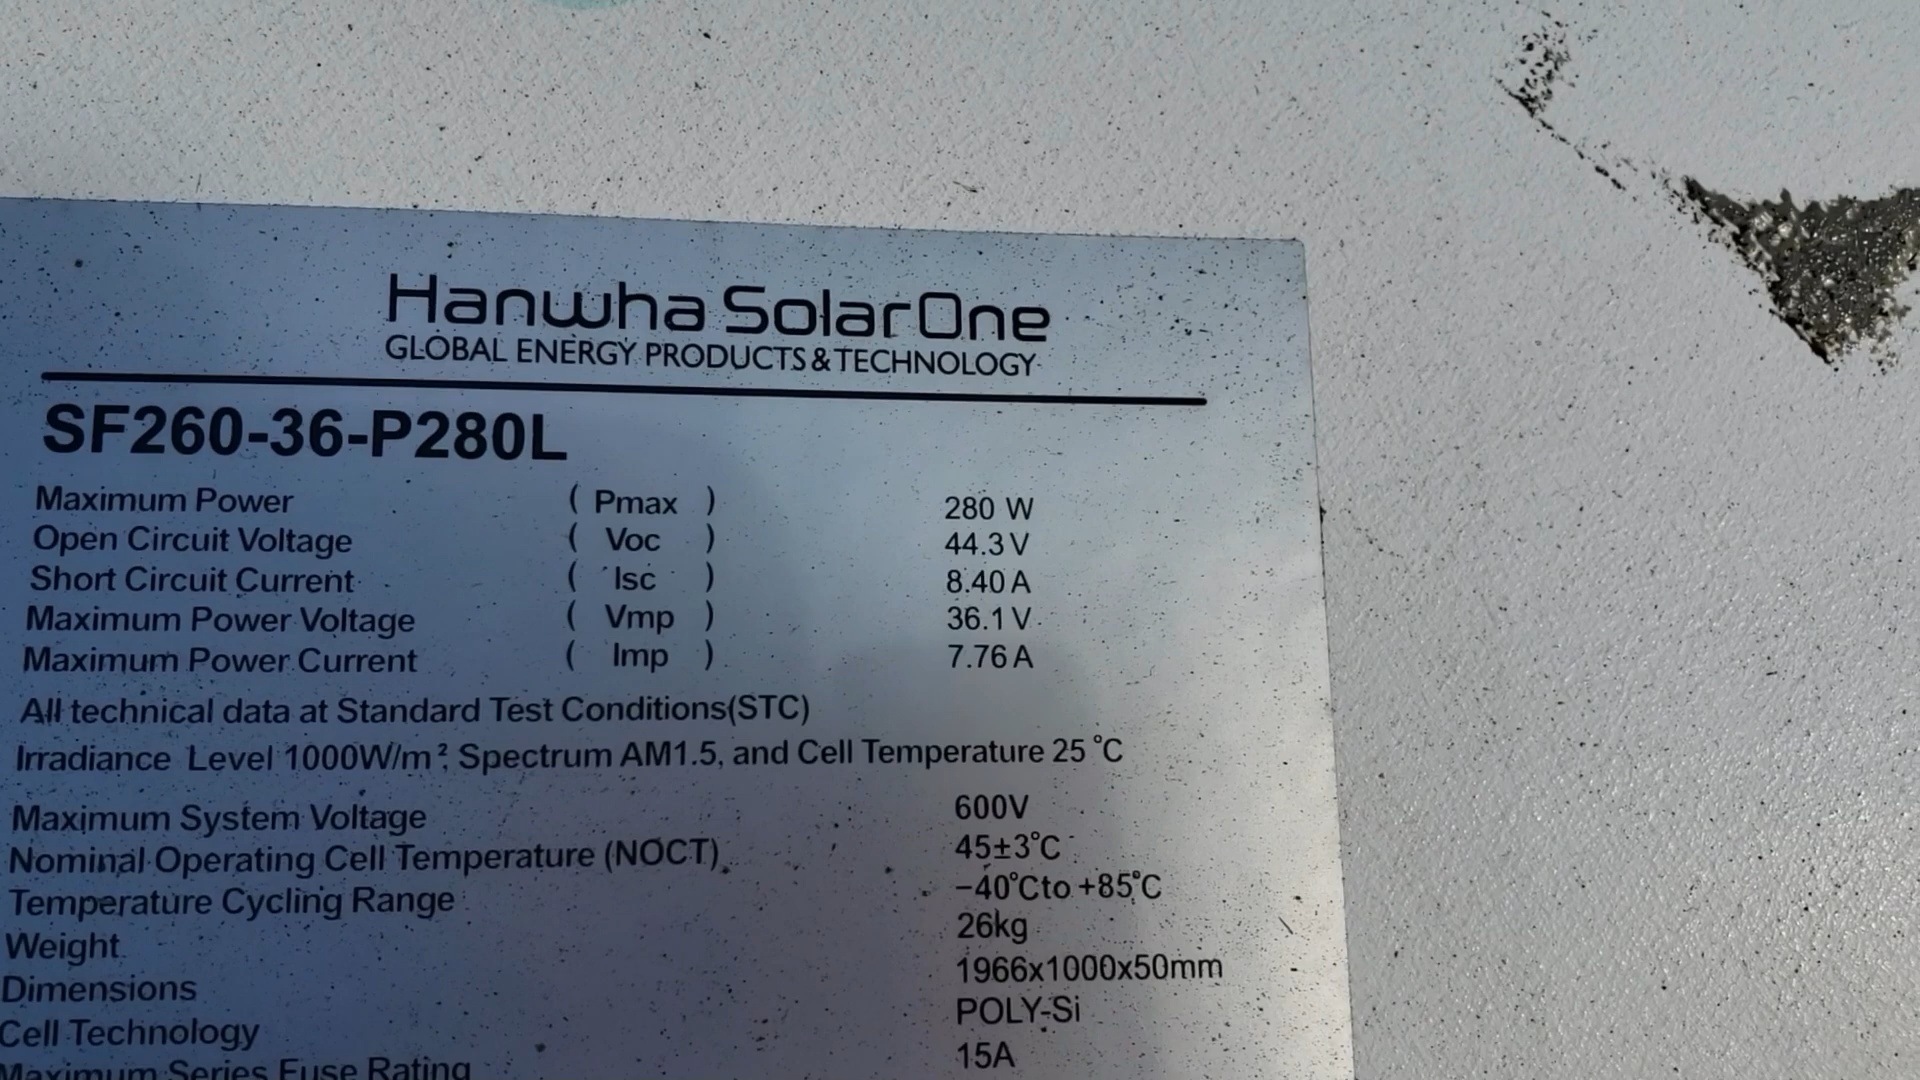 Hanwha SolarOne
GLOBAL ENERGY PRODUCTS & TECHNOLOGY
SF260-36-P280L
Maximum Power ( Pmax ) 280 W
Open Circuit Voltage ( Voc ) 44.3 V
Short Circuit Current ( Isc ) 8.40 A
Maximum Power Voltage ( Vmp ) 36.1 V
Maximum Power Current ( Imp ) 7.76 A
All technical data at Standard Test Conditions(STC)
Irradiance Level 1000W/m², Spectrum AM1.5, and Cell Temperature 25 °C
Maximum System Voltage 600V
Nominal Operating Cell Temperature (NOCT) 45±3°C
Temperature Cycling Range -40°Cto +85°C
Weight 26kg
Dimensions 1966x1000x50mm
Cell Technology POLY-Si
Maximum Series Fuse Rating 15A